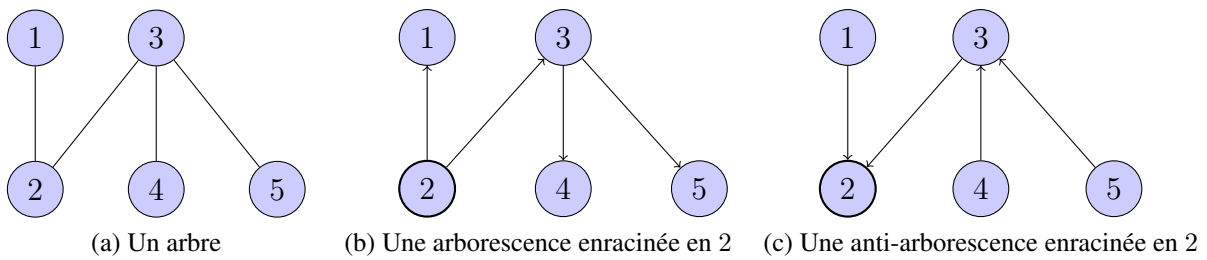 1 3 1 3 1 3
2 4 5 2 4 5 2 4 5
(a) Un arbre (b) Une arborescence enracinée en 2 (c) Une anti-arborescence enracinée en 2